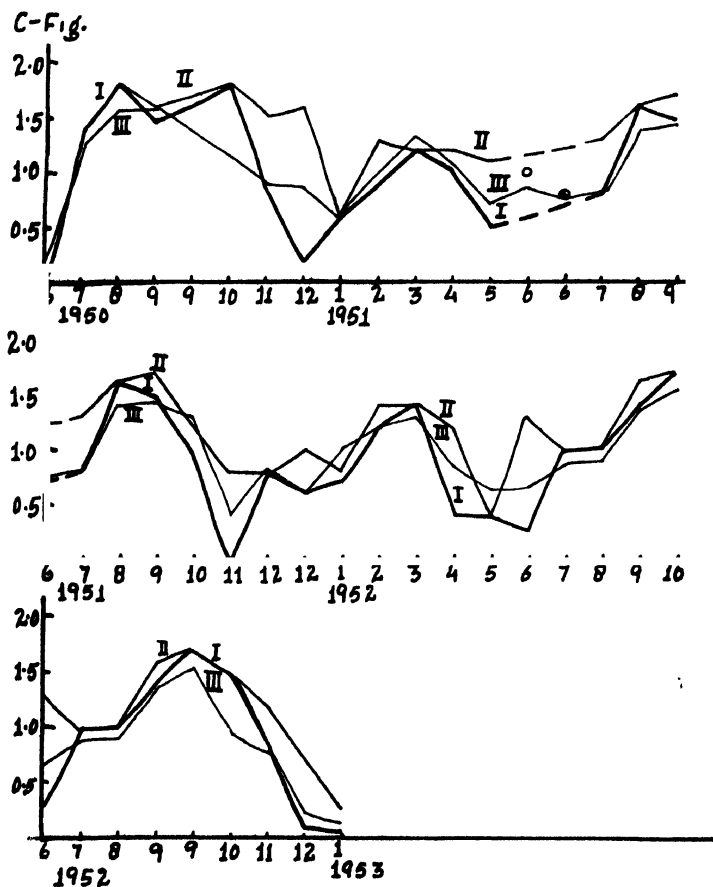 C-Fig.
2.0
I
II
1.5
III
II
1.0
III
I
0.5
6 7 8 9 9 10 11 12 1 2 3 4 5 6 6 7 8 9
1950 1951
2.0
II
I
1.5
III
II
III
1.0
I
0.5
6 7 8 9 10 11 12 12 1 2 3 4 5 6 7 8 9 10
1951 1952
2.0
II I
1.5
III
1.0
0.5
6 7 8 9 9 10 11 12 1
1952 1953